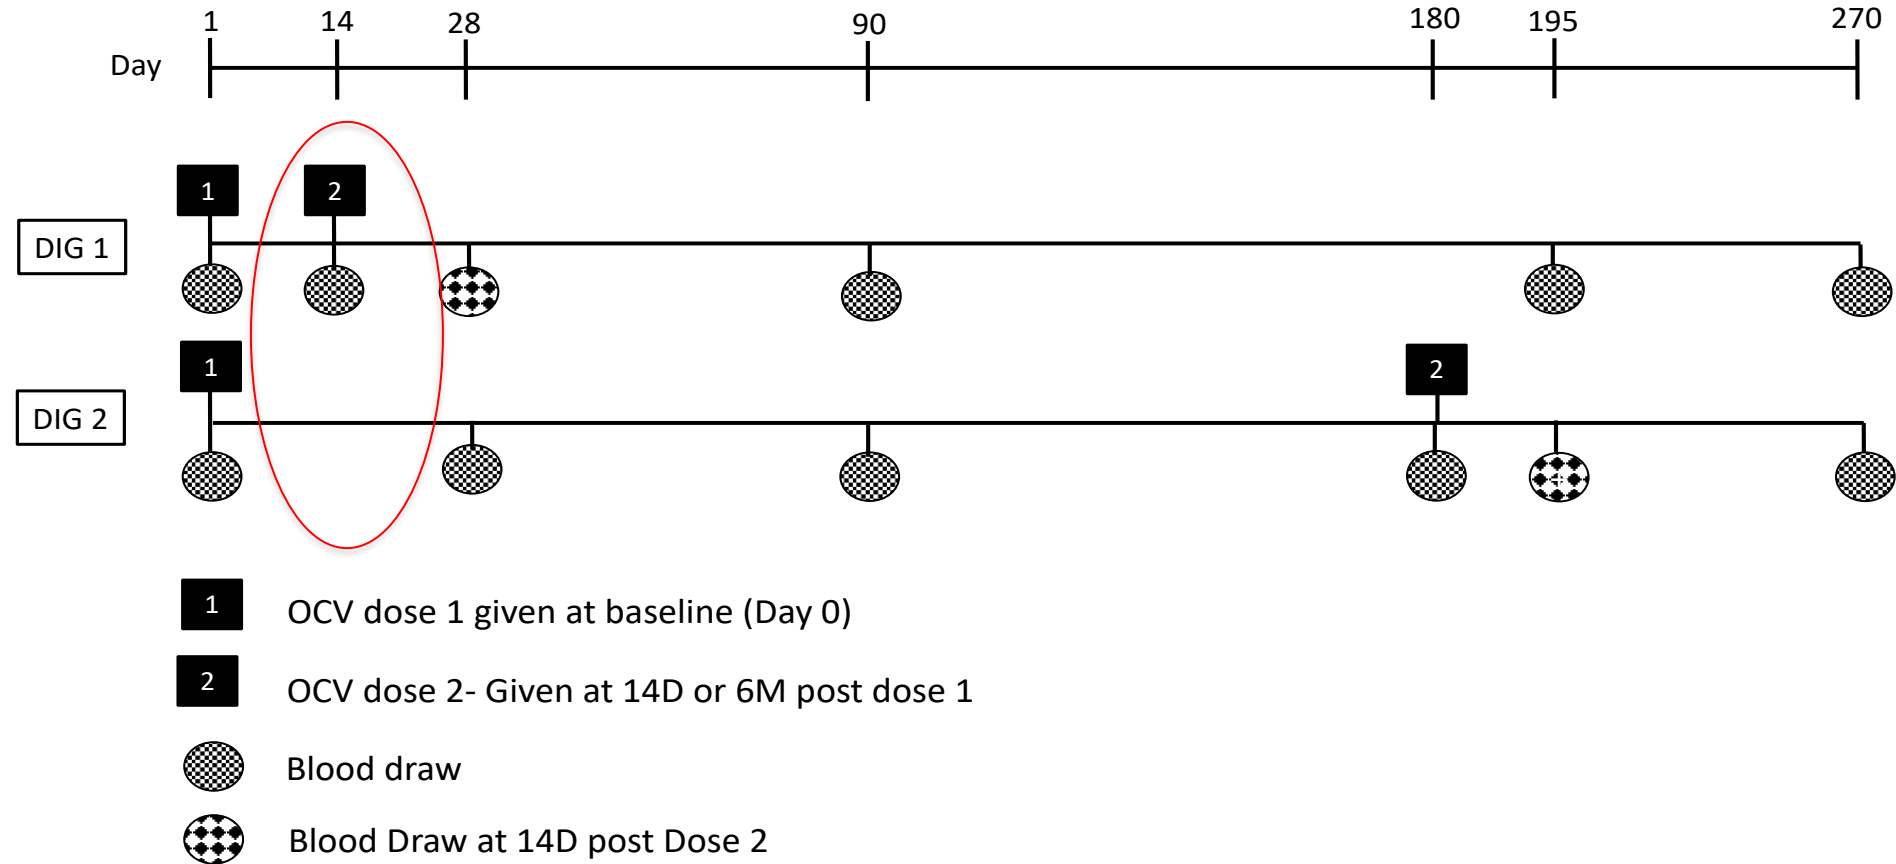 1 14 28 90 180 195 270
Day
1 2
DIG 1
1 2
DIG 2
1 OCV dose 1 given at baseline (Day 0)
2 OCV dose 2- Given at 14D or 6M post dose 1
Blood draw
Blood Draw at 14D post Dose 2